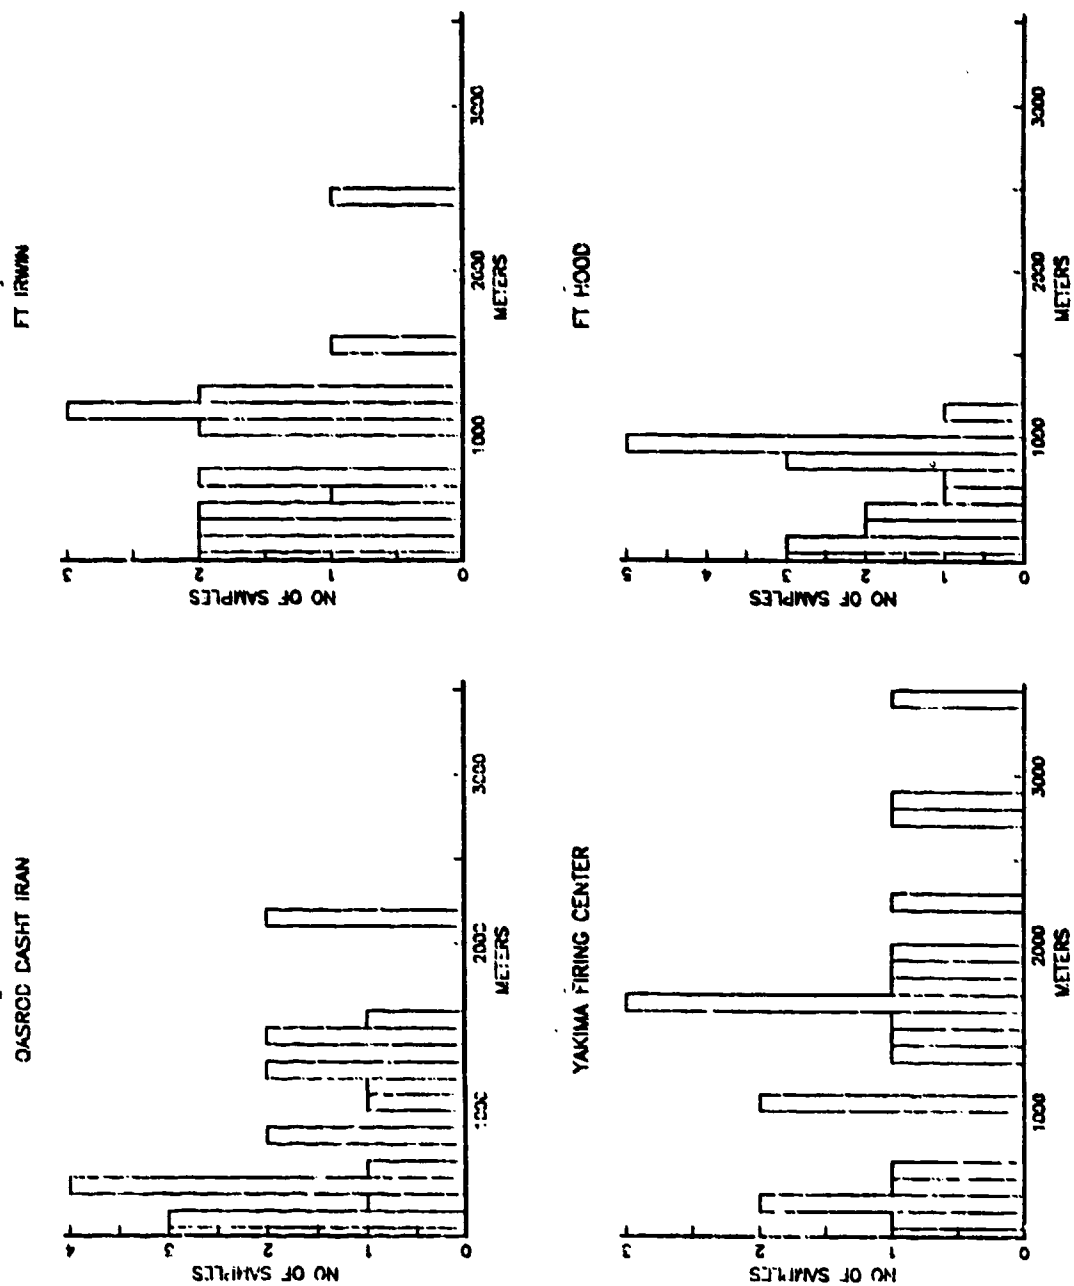 QASROD DASHT IRAN
NO OF SAMPLES
4
3
2
1
0
1000
2000
3000
METERS
FT IRWIN
NO OF SAMPLES
3
2
1
0
1000
2000
3000
METERS
YAKIMA FIRING CENTER
NO OF SAMPLES
3
2
1
0
1000
2000
3000
METERS
FT HOOD
NO OF SAMPLES
5
4
3
2
1
0
1000
2000
3000
METERS